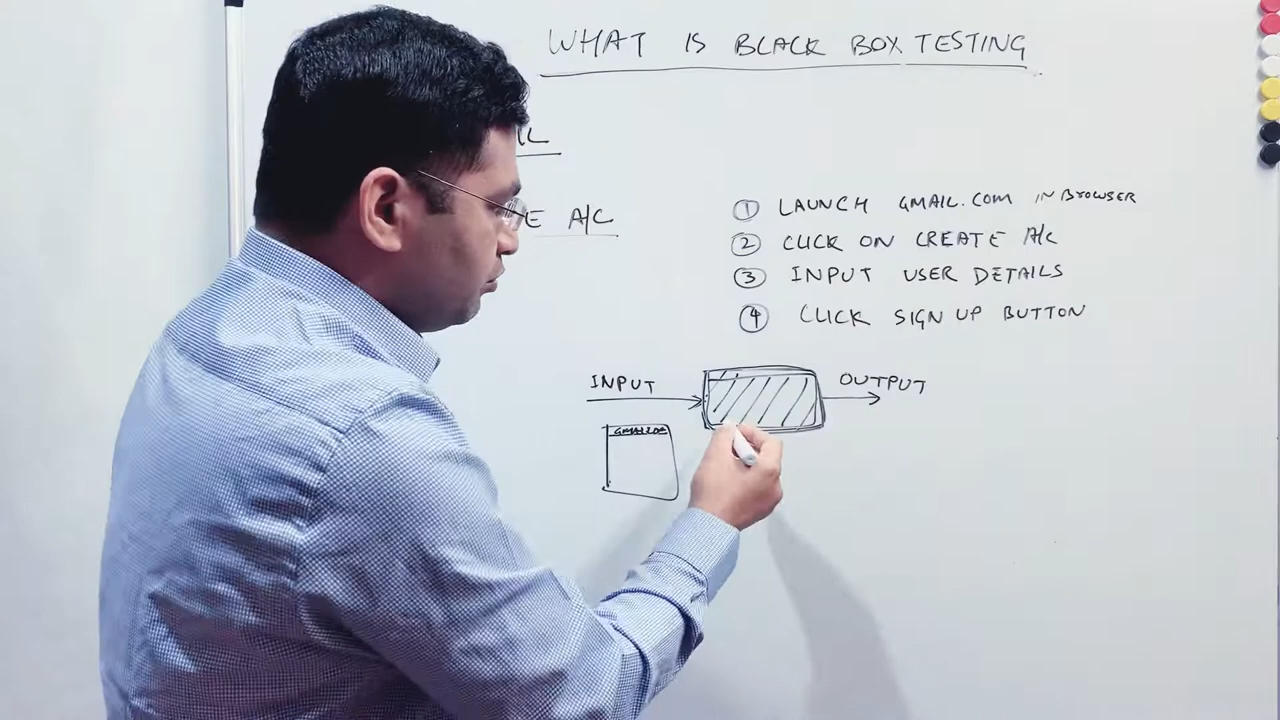 WHAT IS BLACK BOX TESTING
IL
E A/C
① LAUNCH GMAIL.COM IN BROWSER
② CLICK ON CREATE A/C
③ INPUT USER DETAILS
④ CLICK SIGN UP BUTTON
INPUT
OUTPUT